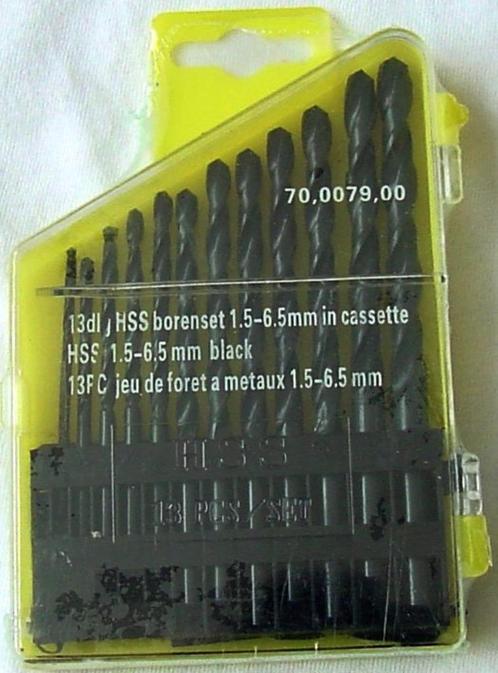 70,0079,00
13dlg HSS borenset 1.5-6.5mm in cassette
HSS 1.5-6.5 mm black
13PC jeu de foret a metaux 1.5-6.5 mm
HSS
13 PCS/SET